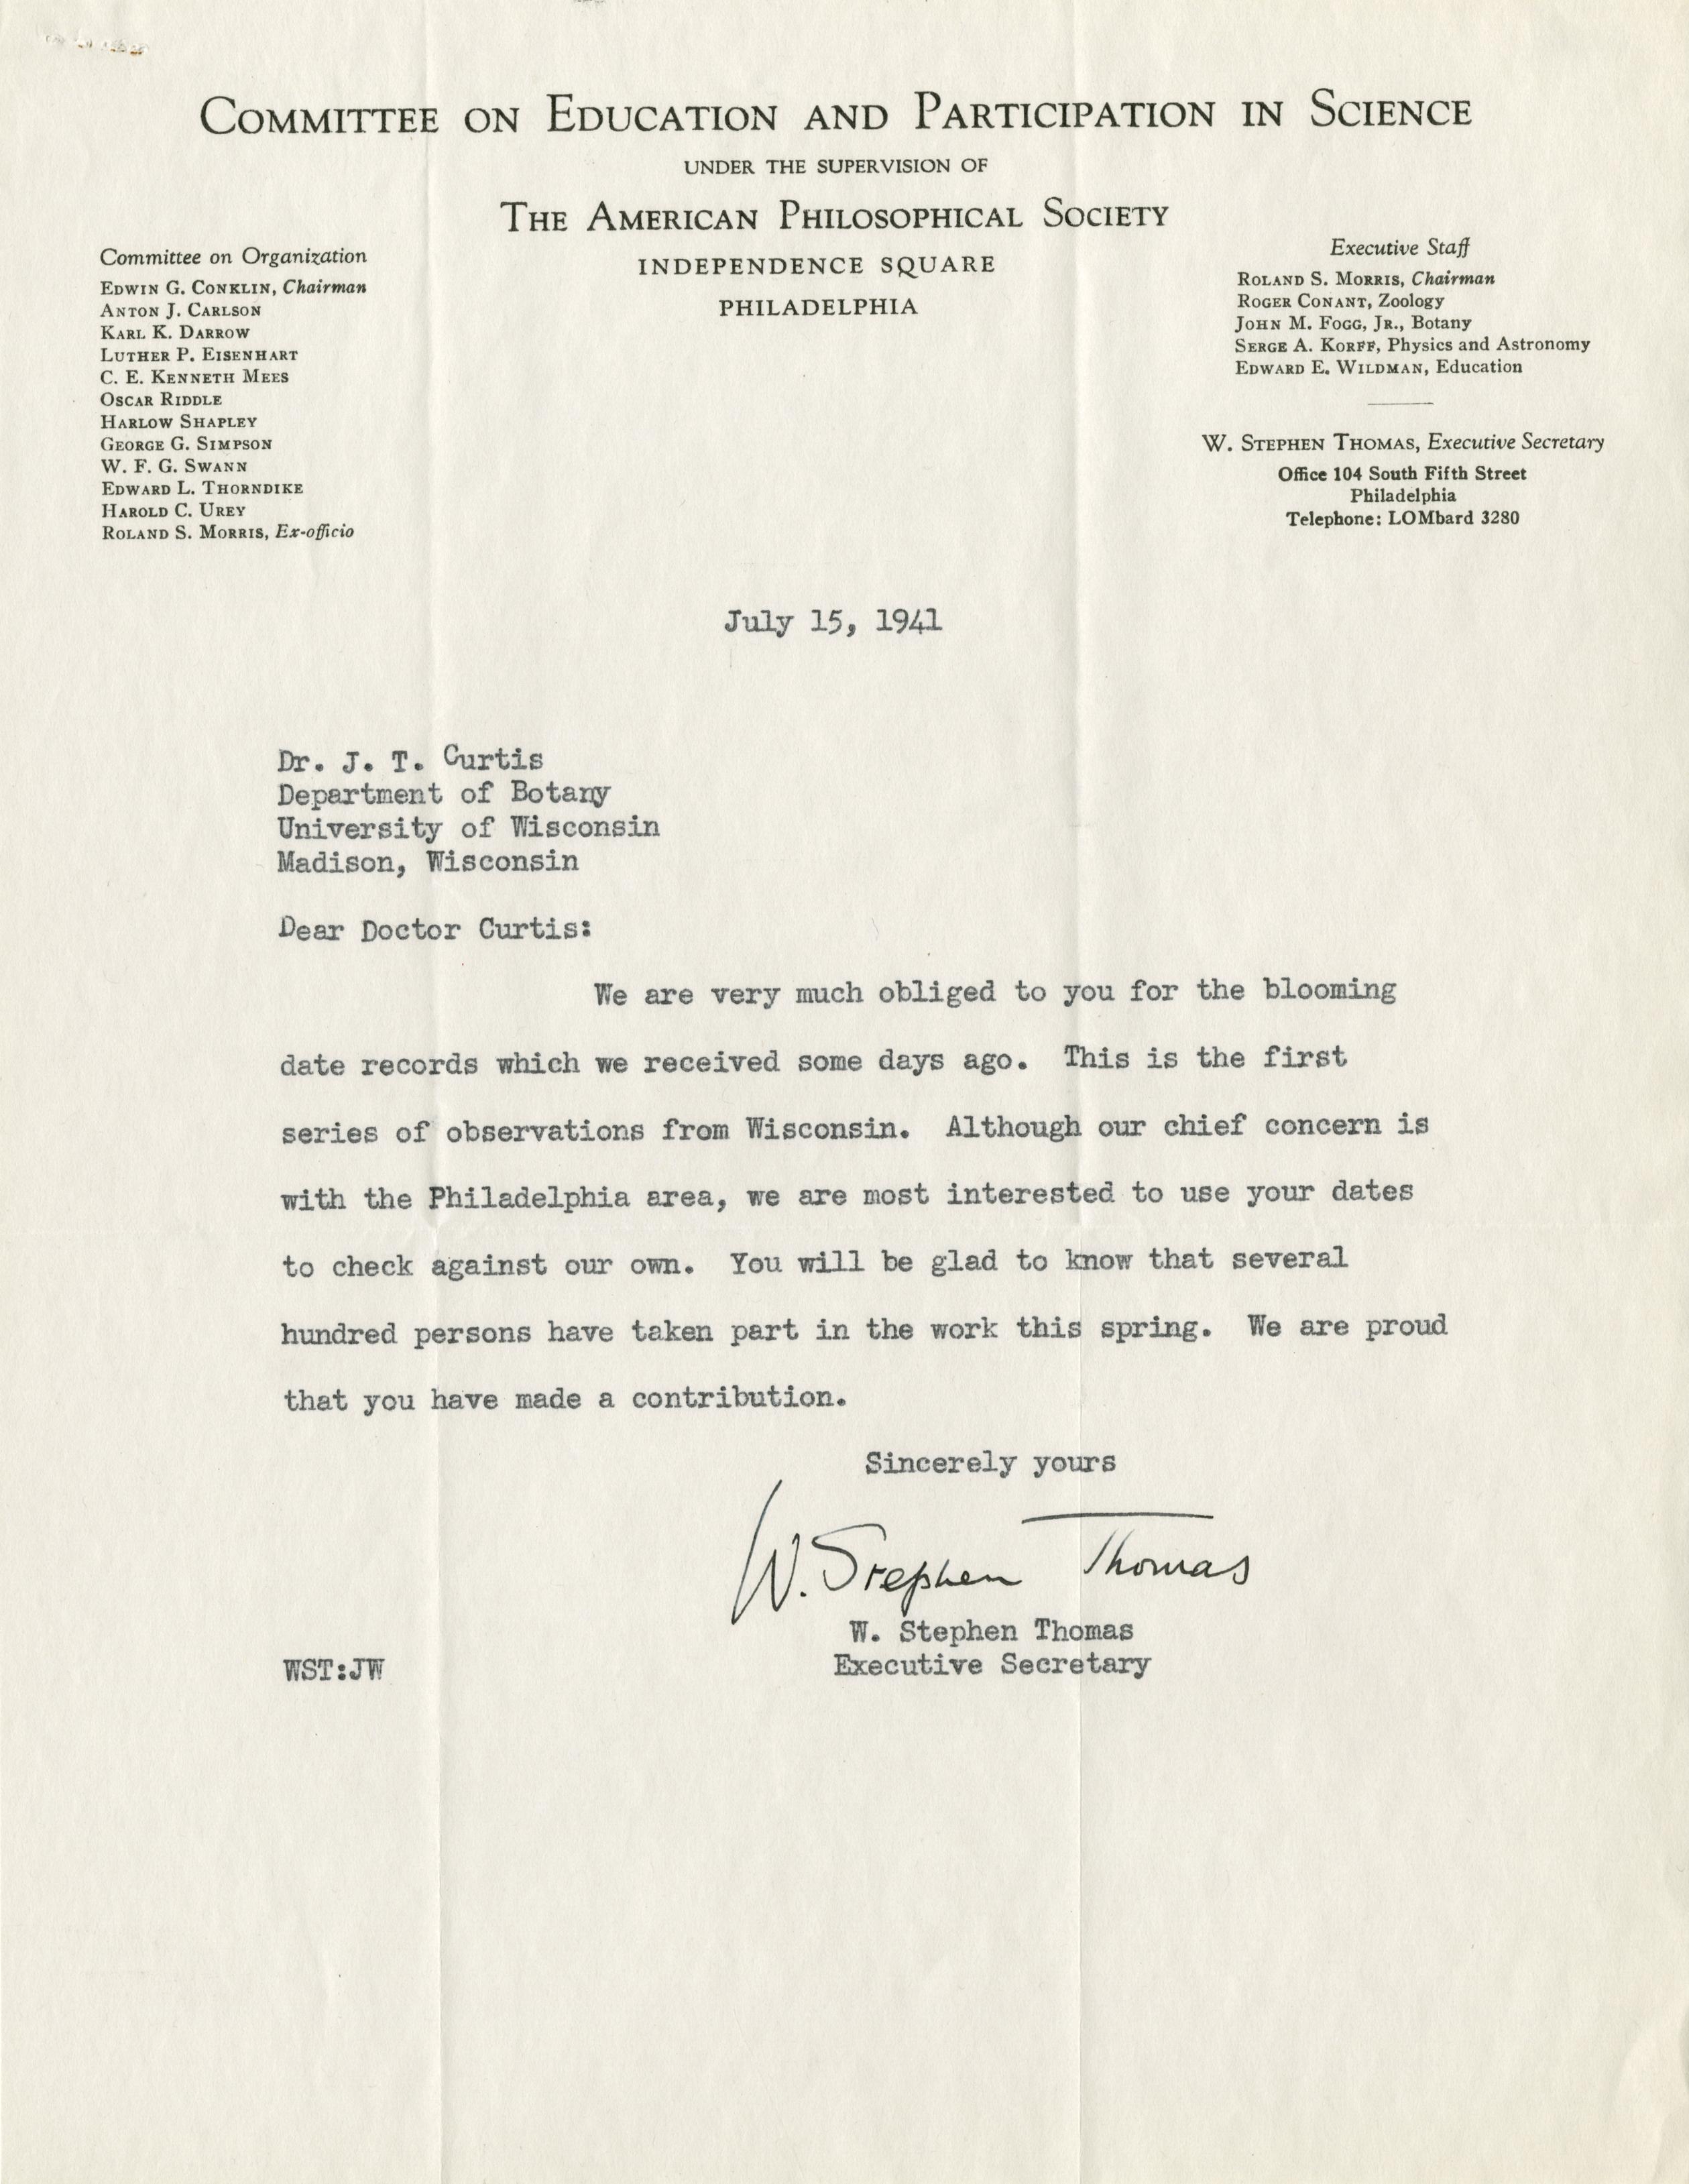 COMMITTEE ON EDUCATION AND PARTICIPATION IN SCIENCE
UNDER THE SUPERVISION OF
THE AMERICAN PHILOSOPHICAL SOCIETY
INDEPENDENCE SQUARE
PHILADELPHIA
Committee on Organization
EDWIN G. CONKLIN, Chairman
ANTON J. CARLSON
KARL K. DARROW
LUTHER P. EISENHART
C. E. KENNETH MEES
OSCAR RIDDLE
HARLOW SHAPLEY
GEORGE G. SIMPSON
W. F. G. SWANN
EDWARD L. THORNDIKE
HAROLD C. UREY
ROLAND S. MORRIS, Ex-officio
Executive Staff
ROLAND S. MORRIS, Chairman
ROGER CONANT, Zoology
JOHN M. FOGG, JR., Botany
SERGE A. KORFF, Physics and Astronomy
EDWARD E. WILDMAN, Education
W. STEPHEN THOMAS, Executive Secretary
Office 104 South Fifth Street
Philadelphia
Telephone: LOMbard 3280
July 15, 1941
Dr. J. T. Curtis
Department of Botany
University of Wisconsin
Madison, Wisconsin
Dear Doctor Curtis:
We are very much obliged to you for the blooming
date records which we received some days ago. This is the first
series of observations from Wisconsin. Although our chief concern is
with the Philadelphia area, we are most interested to use your dates
to check against our own. You will be glad to know that several
hundred persons have taken part in the work this spring. We are proud
that you have made a contribution.
Sincerely yours
W. Stephen Thomas
W. Stephen Thomas
Executive Secretary
WST:JW